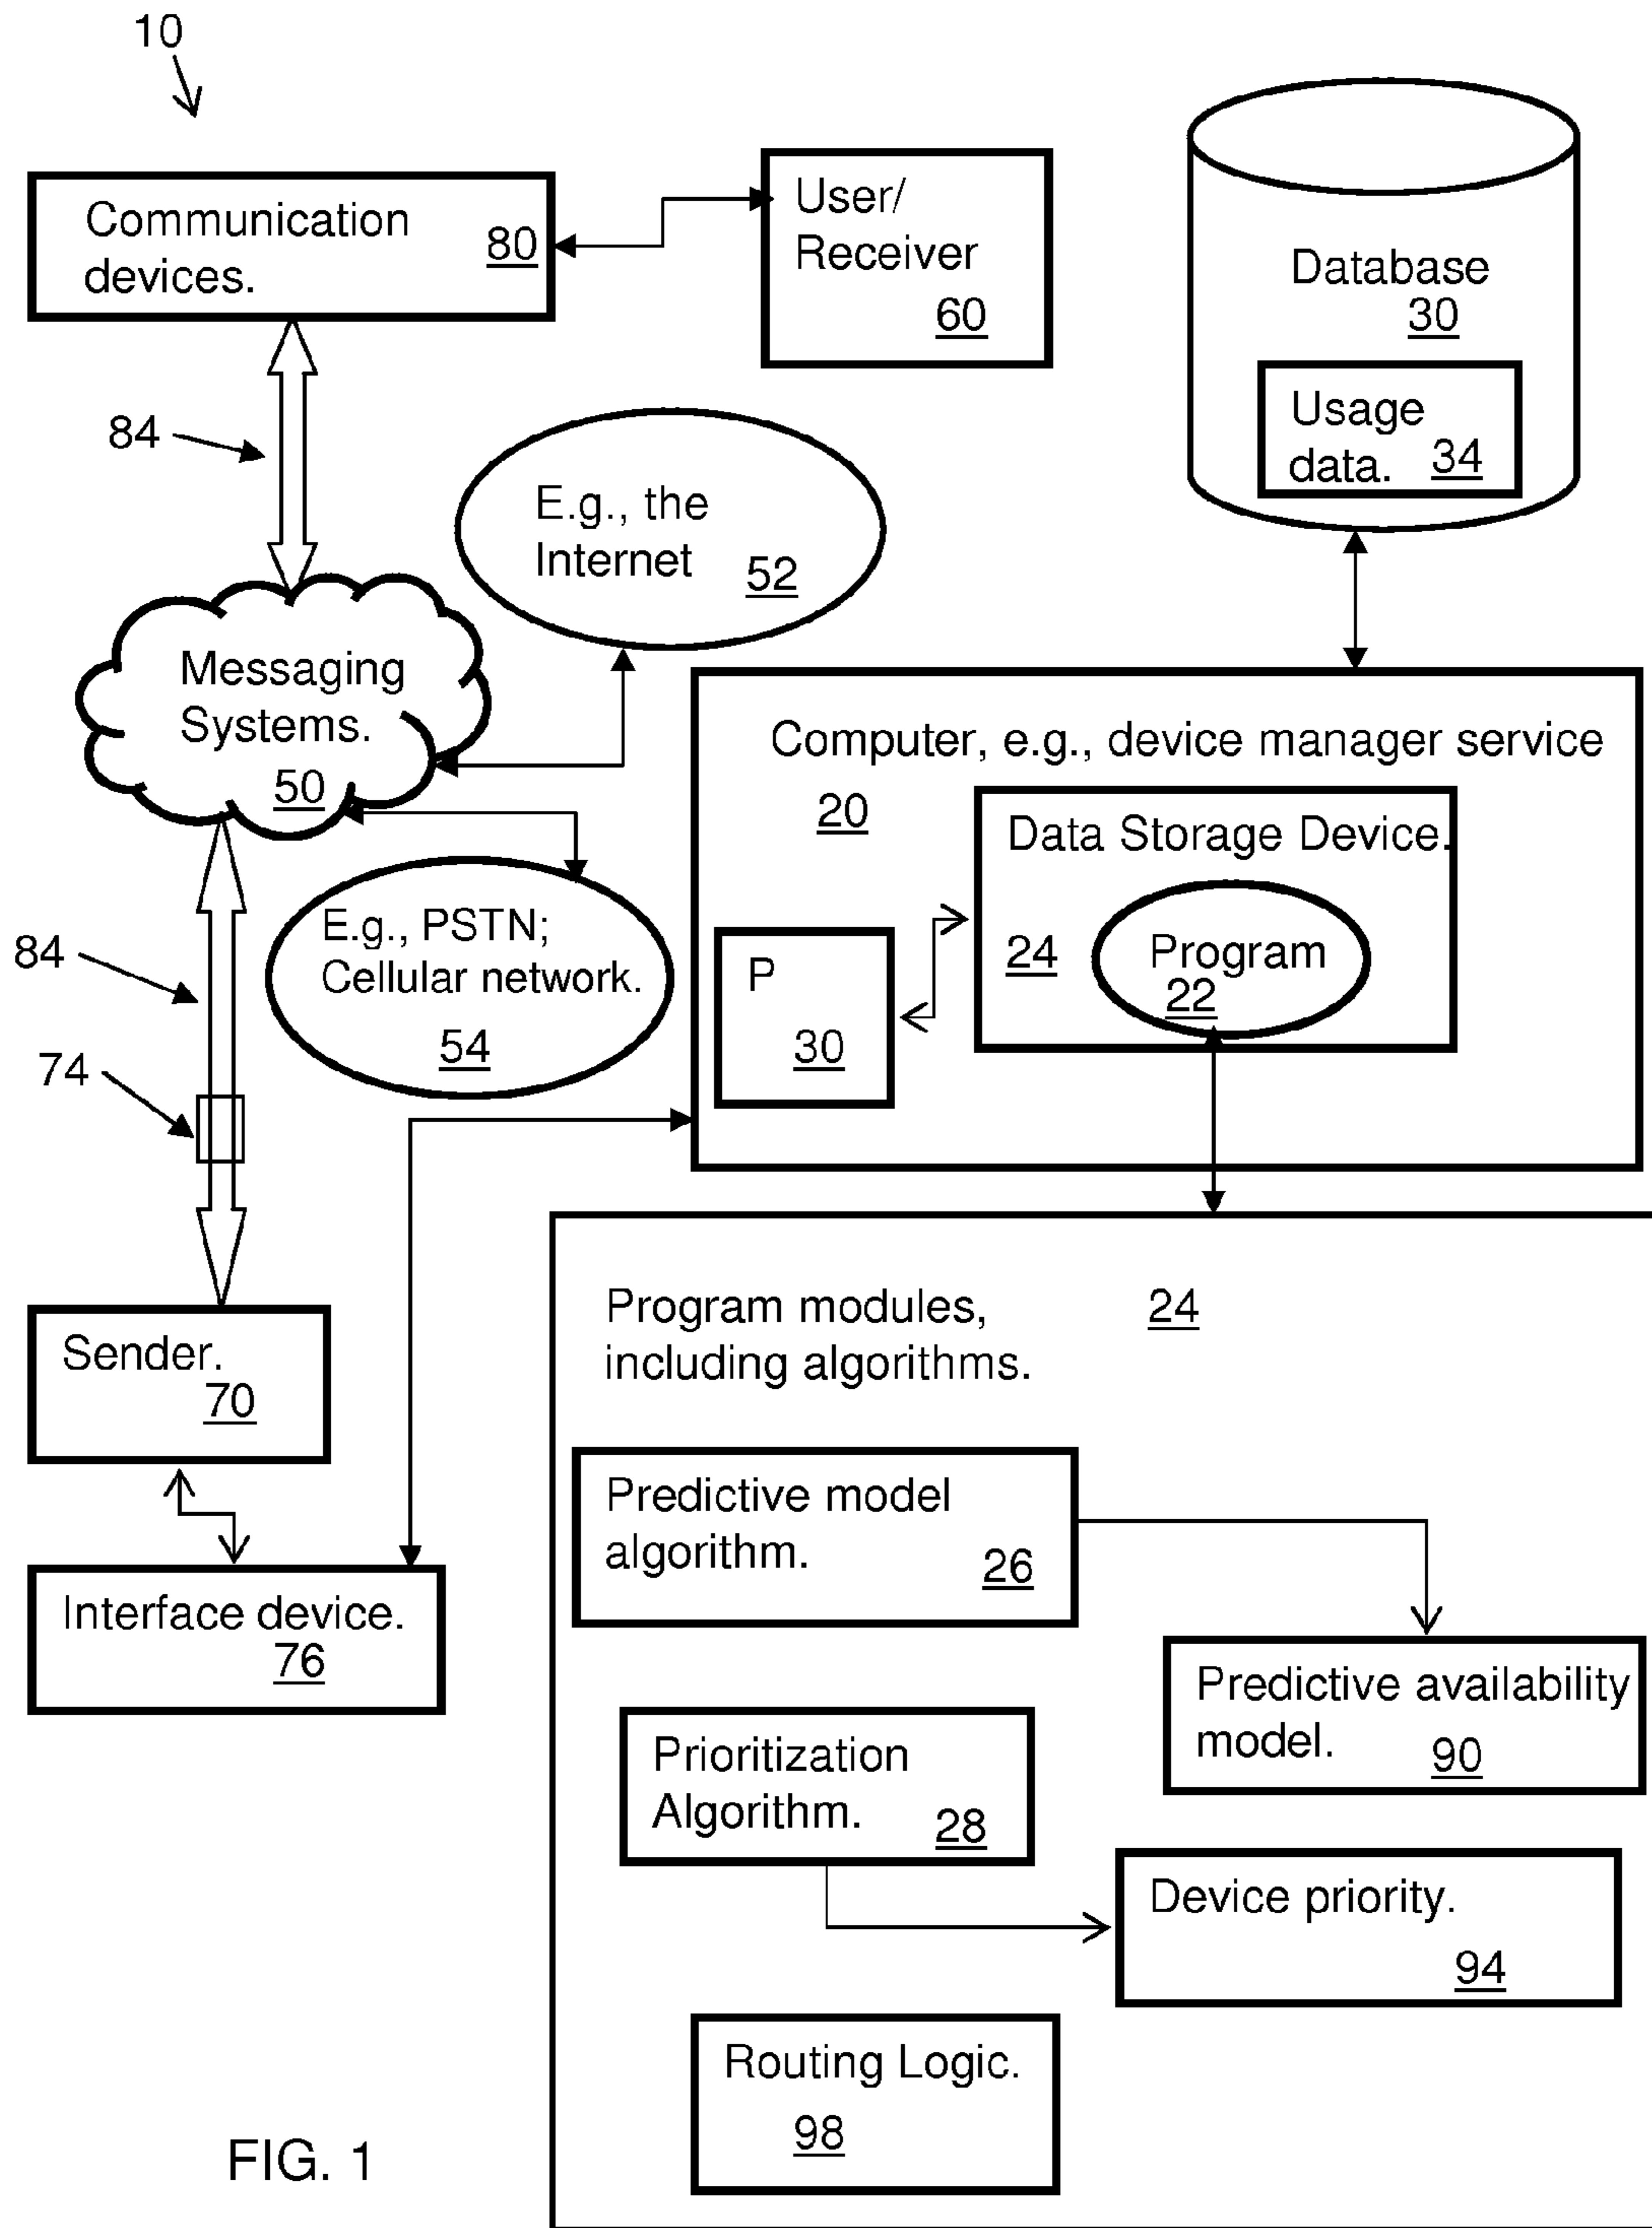 10
Communication
devices.
80
User/
Receiver
60
Database
30
Usage
data.
34
84
E.g., the
Internet
52
Messaging
Systems.
50
Computer, e.g., device manager service
20
Data Storage Device.
24
Program
22
P
30
E.g., PSTN;
Cellular network.
54
84
74
Sender.
70
Interface device.
76
Program modules,
including algorithms.
24
Predictive model
algorithm.
26
Predictive availability
model.
90
Prioritization
Algorithm.
28
Device priority.
94
Routing Logic.
98
FIG. 1